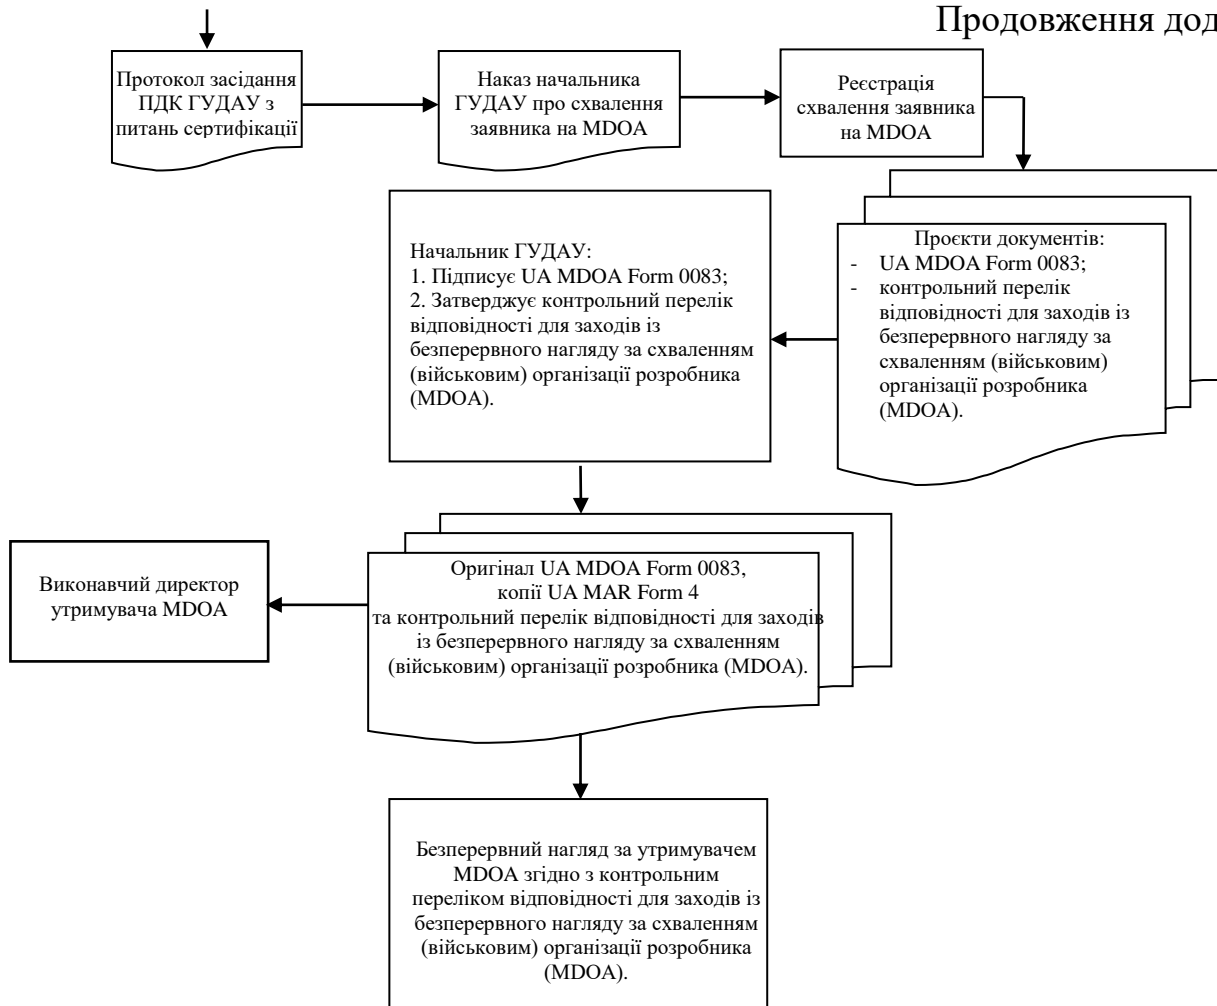 Продовження дод
Протокол засідання
ПДК ГУДАУ з
питань сертифікації
Наказ начальника
ГУДАУ про схвалення
заявника на MDOA
Реєстрація
схвалення заявника
на MDOA
Начальник ГУДАУ:
1. Підписує UA MDOA Form 0083;
2. Затверджує контрольний перелік
відповідності для заходів із
безперервного нагляду за схваленням
(військовим) організації розробника
(MDOA).
Проєкти документів:
- UA MDOA Form 0083;
- контрольний перелік
відповідності для заходів із
безперервного нагляду за
схваленням (військовим)
організації розробника
(MDOA).
Виконавчий директор
утримувача MDOA
Оригінал UA MDOA Form 0083,
копії UA MAR Form 4
та контрольний перелік відповідності для заходів
із безперервного нагляду за схваленням
(військовим) організації розробника (MDOA).
Безперервний нагляд за утримувачем
MDOA згідно з контрольним
переліком відповідності для заходів із
безперервного нагляду за схваленням
(військовим) організації розробника
(MDOA).